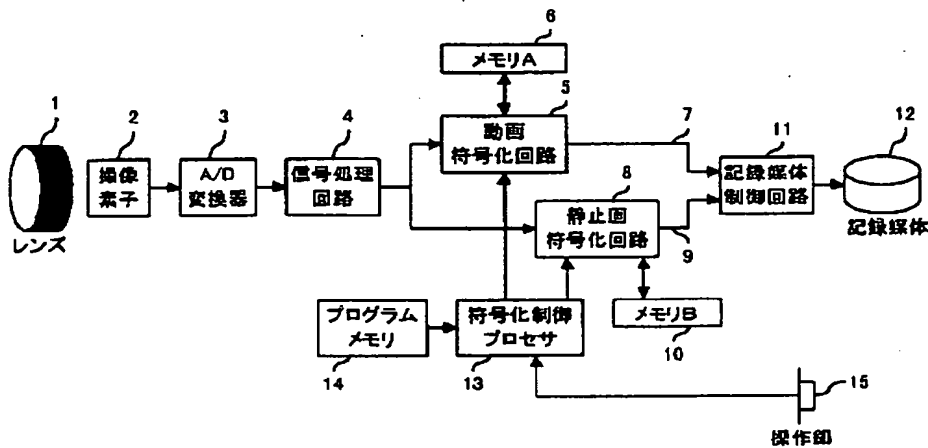 6
メモリA
1
2
3
4
5
7
11
12
撮像
素子
A/D
変換器
信号処理
回路
動画
符号化回路
8
静止画
符号化回路
9
記録媒体
制御回路
記録媒体
レンズ
プログラム
メモリ
14
符号化制御
プロセサ
13
メモリB
10
15
操作部